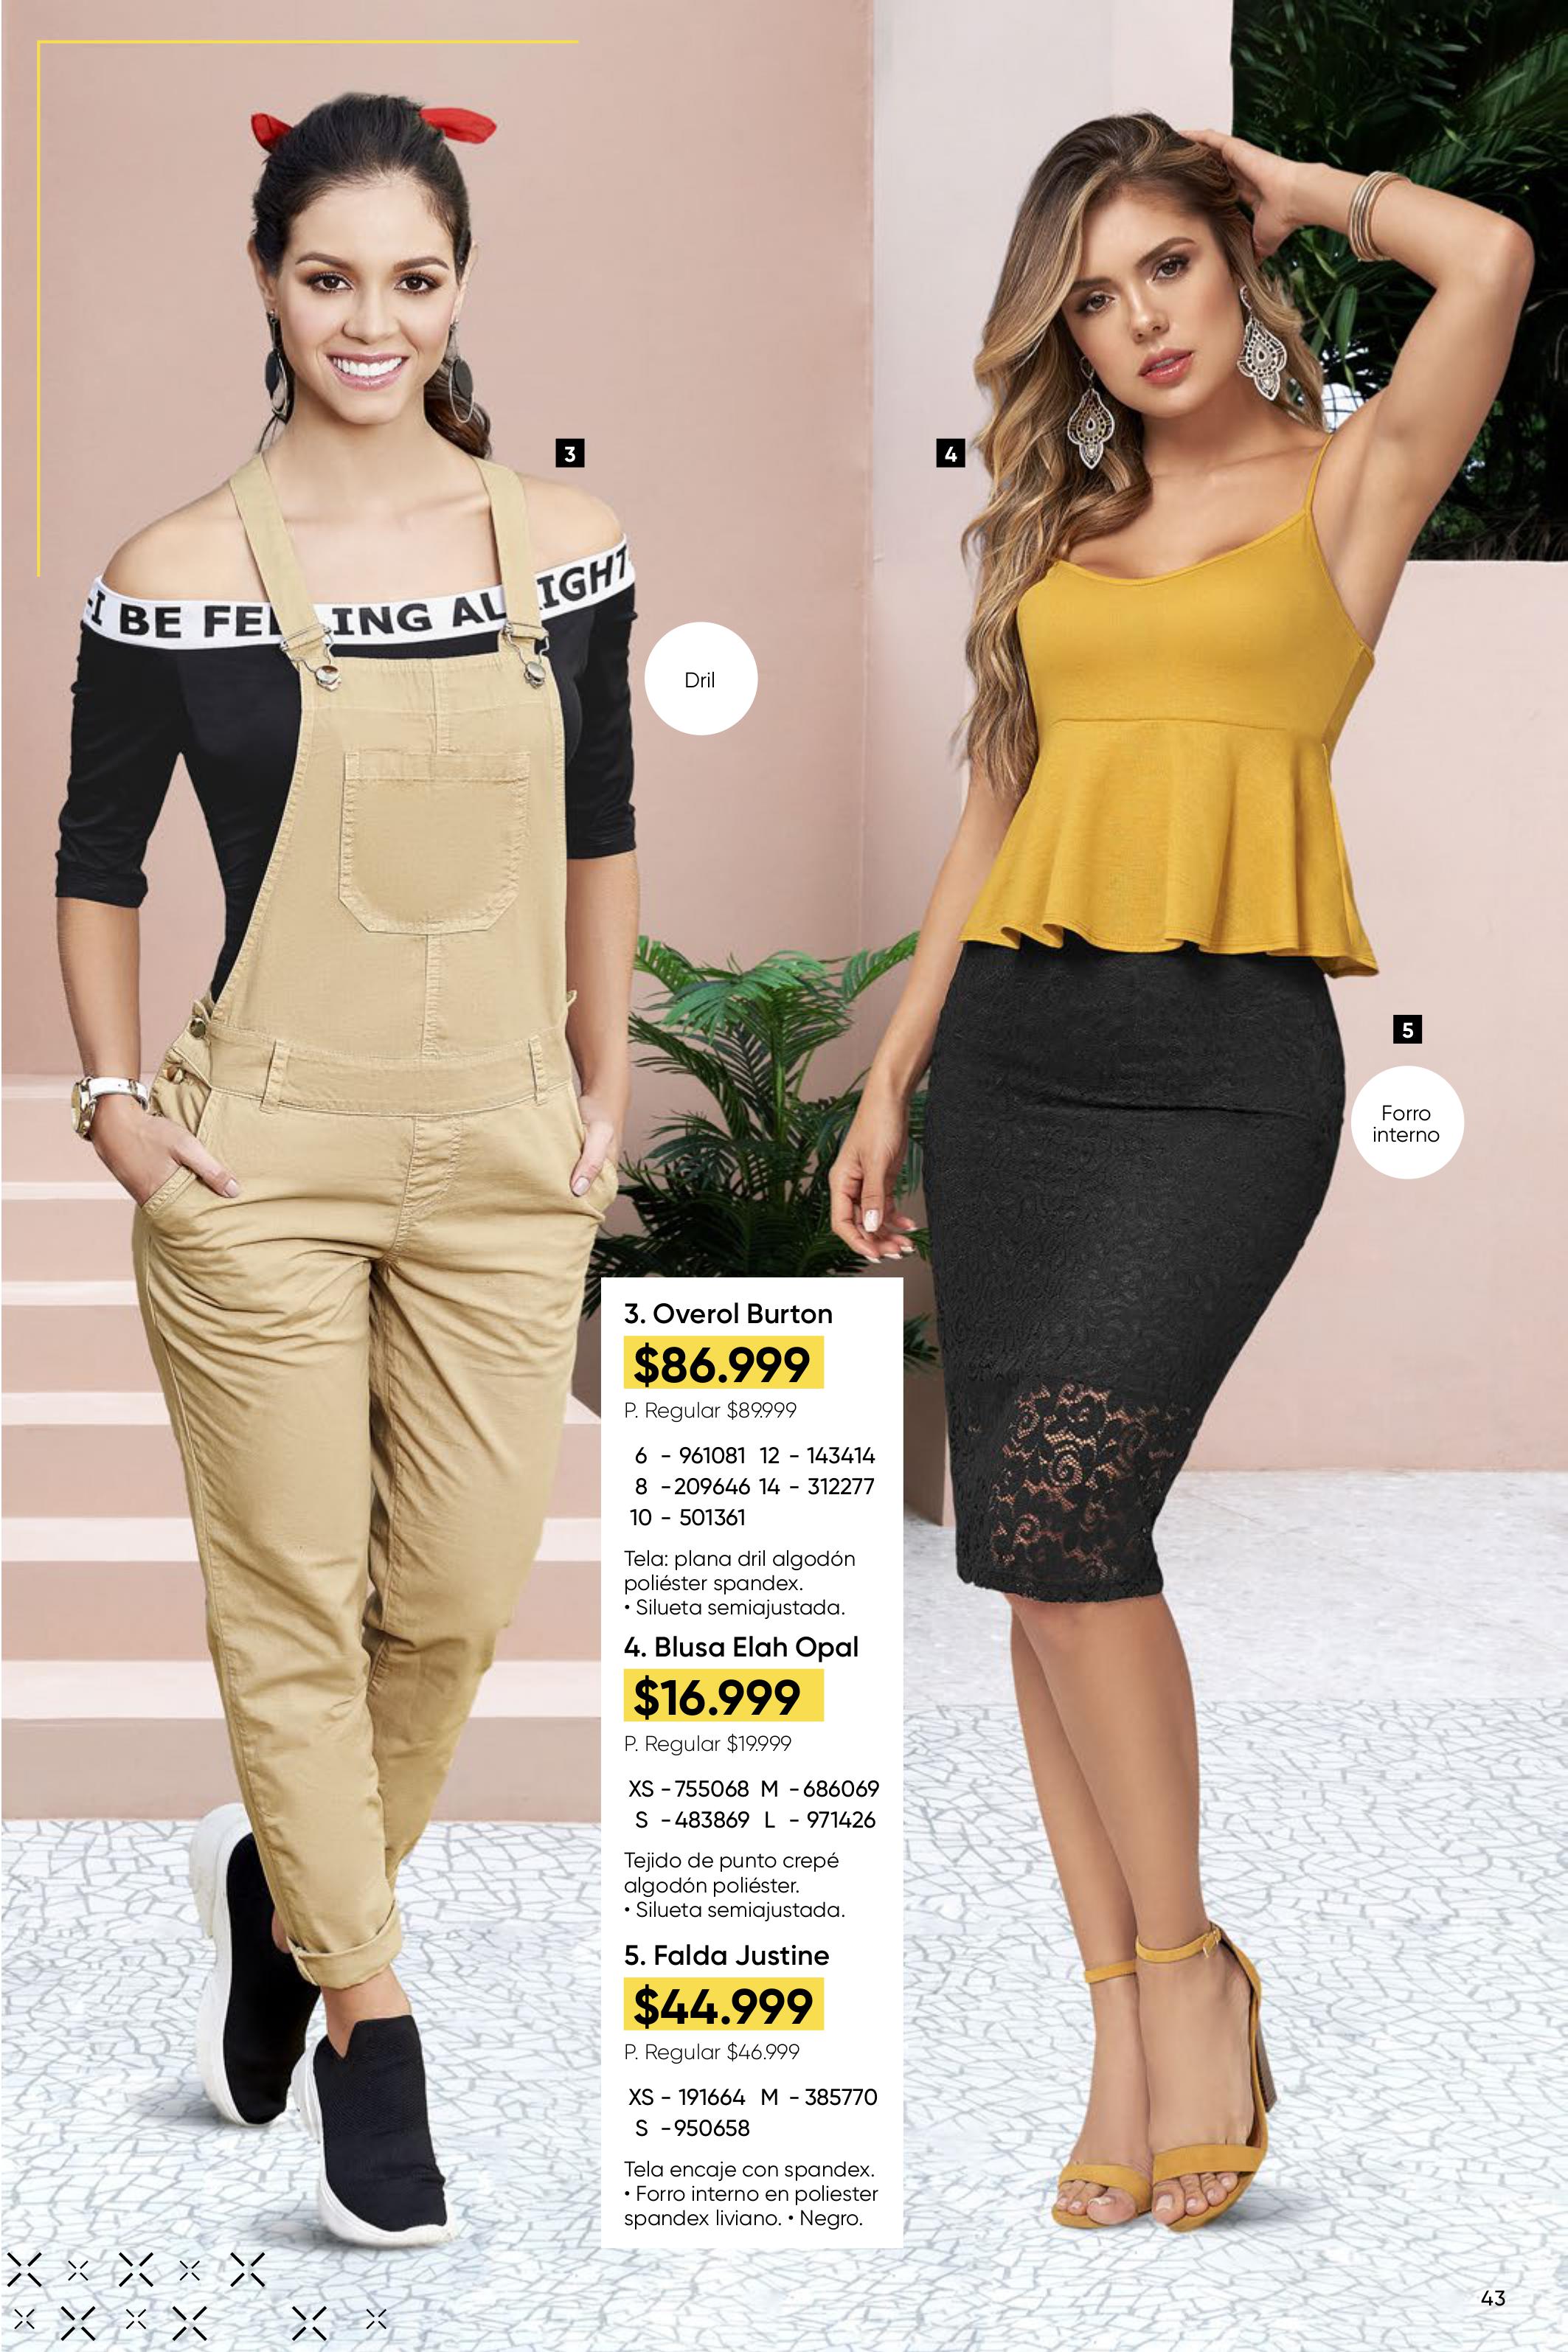 -I BE FEELING ALRIGHT
3
4
Dril
5
Forro
interno
3. Overol Burton
$86.999
P. Regular $89.999
6 - 961081 12 - 143414
8 - 209646 14 - 312277
10 - 501361
Tela: plana dril algodón
poliéster spandex.
• Silueta semiajustada.
4. Blusa Elah Opal
$16.999
P. Regular $19.999
XS - 755068 M - 686069
S - 483869 L - 971426
Tejido de punto crepé
algodón poliéster.
• Silueta semiajustada.
5. Falda Justine
$44.999
P. Regular $46.999
XS - 191664 M - 385770
S - 950658
Tela encaje con spandex.
• Forro interno en poliester
spandex liviano. • Negro.
43